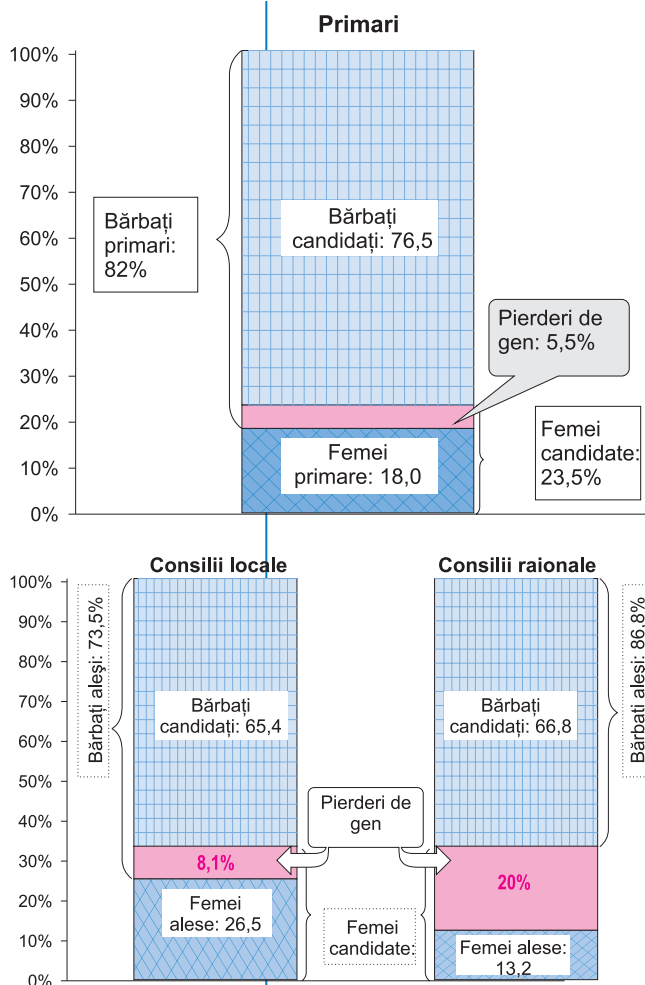 Primari
100%
90%
80%
70%
60%
50%
40%
30%
20%
10%
0%
Bărbați
primari:
82%
Bărbați
candidați: 76,5
Pierderi de
gen: 5,5%
Femei
candidate:
23,5%
Femei
primare: 18,0
Consilii locale
Consilii raionale
100%
90%
80%
70%
60%
50%
40%
30%
20%
10%
0%
Bărbați aleși: 73,5%
Bărbați
candidați: 65,4
Bărbați
candidați: 66,8
Bărbați aleși: 86.8%
Pierderi de
gen
8,1%
20%
Femei
alese: 26,5
Femei
candidate:
Femei alese:
13,2